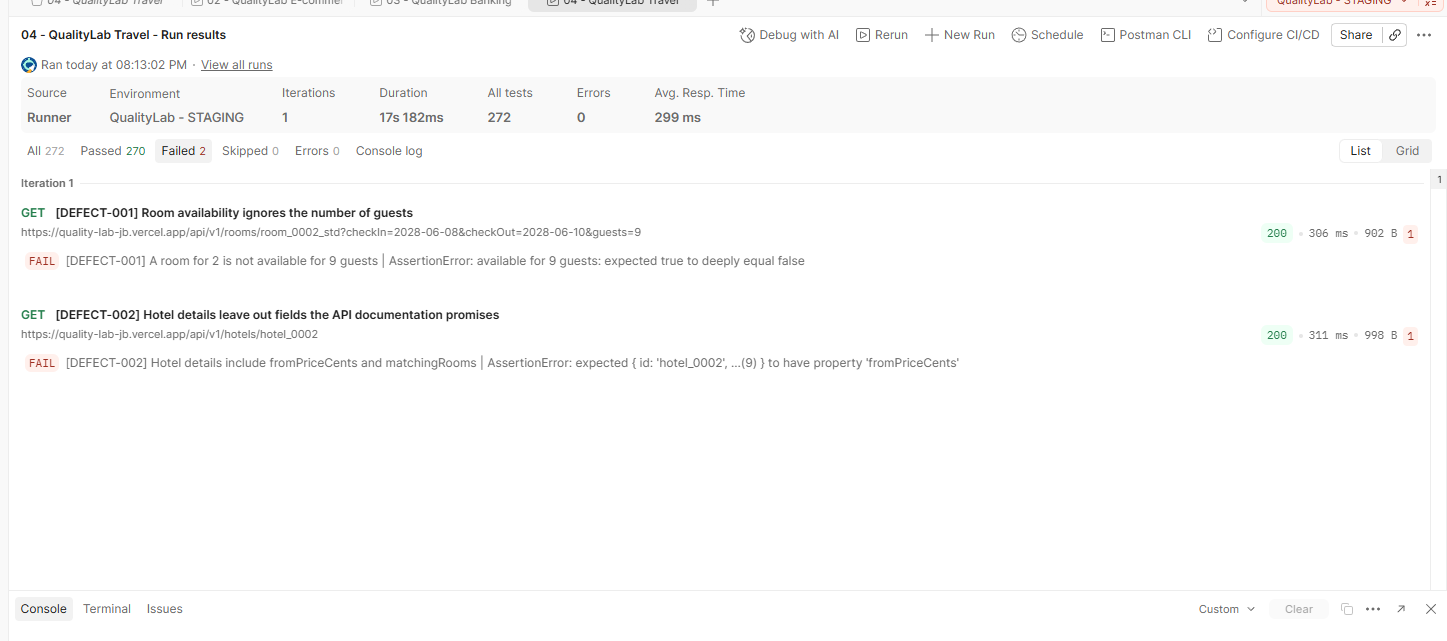 04 - QualityLab Travel 02 - QualityLab E-commer 03 - QualityLab Banking 04 - QualityLab Travel QualityLab - STAGING
04 - QualityLab Travel - Run results Debug with AI Rerun New Run Schedule Postman CLI Configure CI/CD Share
Ran today at 08:13:02 PM · View all runs
Source Environment Iterations Duration All tests Errors Avg. Resp. Time
Runner QualityLab - STAGING 1 17s 182ms 272 0 299 ms
All 272 Passed 270 Failed 2 Skipped 0 Errors 0 Console log List Grid
Iteration 1 1
GET [DEFECT-001] Room availability ignores the number of guests
https://quality-lab-jb.vercel.app/api/v1/rooms/room_0002_std?checkIn=2028-06-08&checkOut=2028-06-10&guests=9 200 • 306 ms • 902 B 1
FAIL [DEFECT-001] A room for 2 is not available for 9 guests | AssertionError: available for 9 guests: expected true to deeply equal false
GET [DEFECT-002] Hotel details leave out fields the API documentation promises
https://quality-lab-jb.vercel.app/api/v1/hotels/hotel_0002 200 • 311 ms • 998 B 1
FAIL [DEFECT-002] Hotel details include fromPriceCents and matchingRooms | AssertionError: expected { id: 'hotel_0002', …(9) } to have property 'fromPriceCents'
Console Terminal Issues Custom Clear